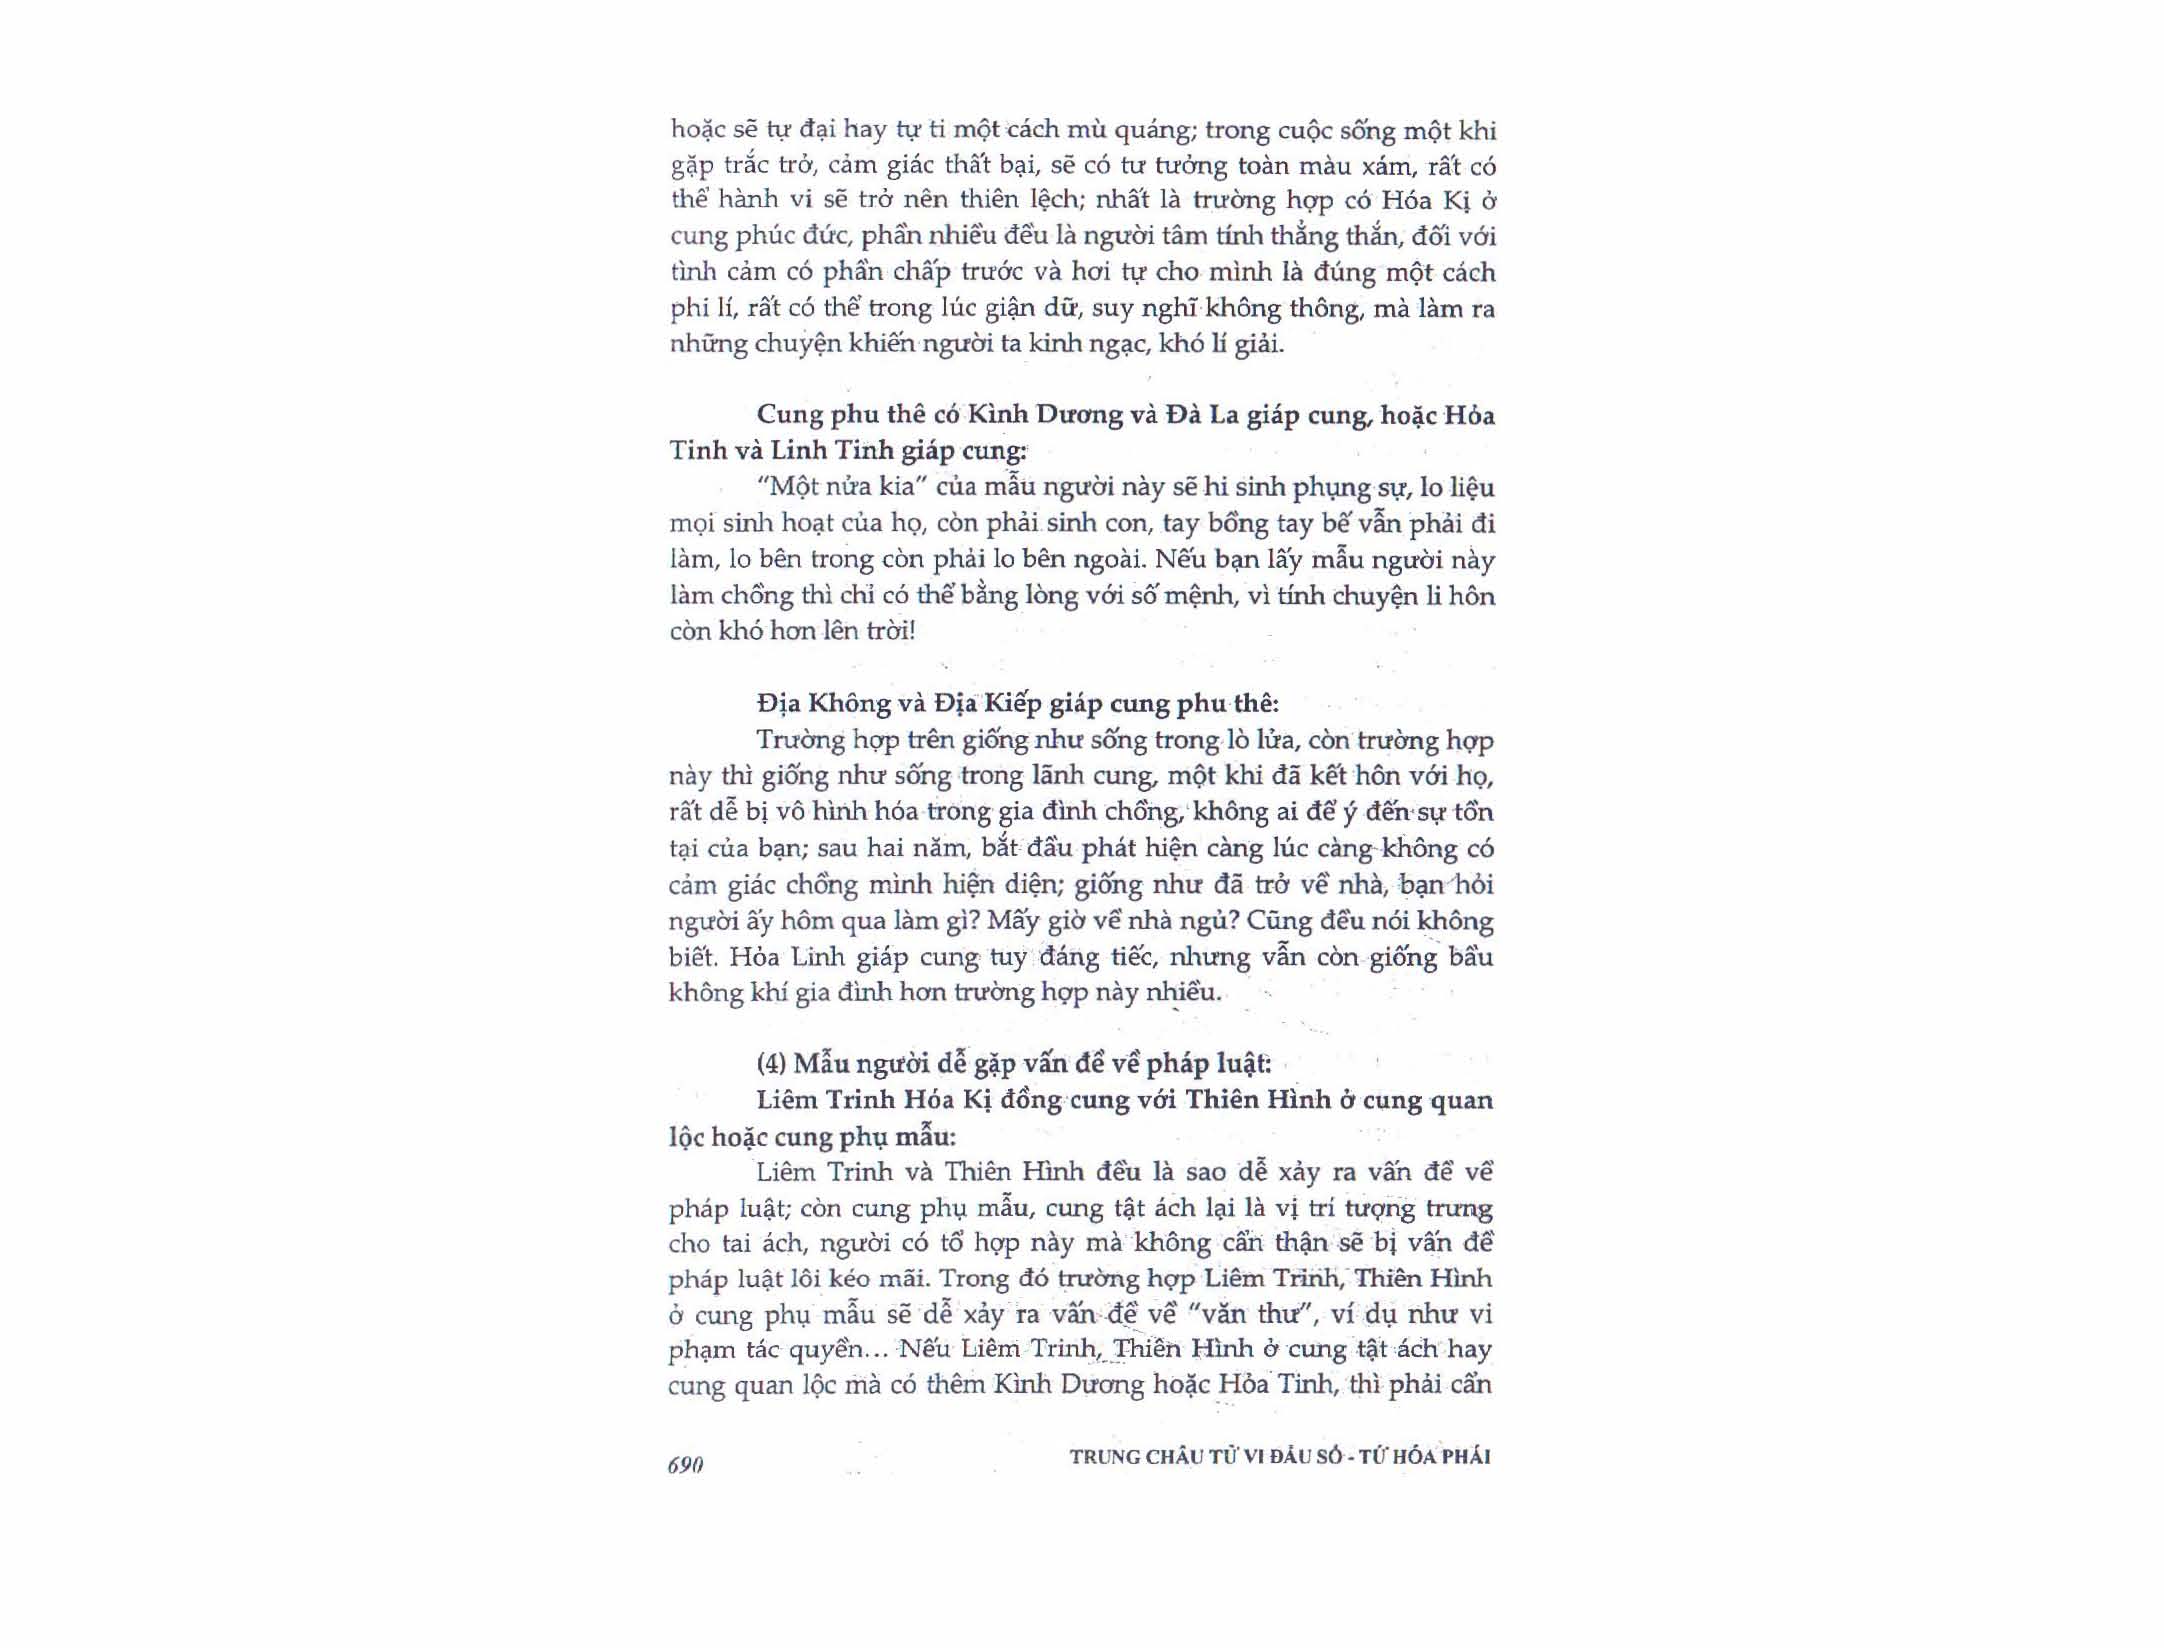 hoặc sẽ tự đại hay tự ti một cách mù quáng; trong cuộc sống một khi
gặp trắc trở, cảm giác thất bại, sẽ có tư tưởng toàn màu xám, rất có
thể hành vi sẽ trở nên thiên lệch; nhất là trường hợp có Hóa Kị ở
cung phúc đức, phần nhiều đều là người tâm tính thẳng thắn, đối với
tình cảm có phần chấp trước và hơi tự cho mình là đúng một cách
phi lí, rất có thể trong lúc giận dữ, suy nghĩ không thông, mà làm ra
những chuyện khiến người ta kinh ngạc, khó lí giải.
Cung phu thê có Kình Dương và Đà La giáp cung, hoặc Hỏa
Tinh và Linh Tinh giáp cung:
"Một nửa kia" của mẫu người này sẽ hi sinh phụng sự, lo liệu
mọi sinh hoạt của họ, còn phải sinh con, tay bồng tay bế vẫn phải đi
làm, lo bên trong còn phải lo bên ngoài. Nếu bạn lấy mẫu người này
làm chồng thì chỉ có thể bằng lòng với số mệnh, vì tính chuyện li hôn
còn khó hơn lên trời!
Địa Không và Địa Kiếp giáp cung phu thê:
Trường hợp trên giống như sống trong lò lửa, còn trường hợp
này thì giống như sống trong lãnh cung, một khi đã kết hôn với họ,
rất dễ bị vô hình hóa trong gia đình chồng, không ai để ý đến sự tồn
tại của bạn; sau hai năm, bắt đầu phát hiện càng lúc càng không có
cảm giác chồng mình hiện diện; giống như đã trở về nhà, bạn hỏi
người ấy hôm qua làm gì? Mấy giờ về nhà ngủ? Cũng đều nói không
biết. Hỏa Linh giáp cung tuy đáng tiếc, nhưng vẫn còn giống bầu
không khí gia đình hơn trường hợp này nhiều.
(4) Mẫu người dễ gặp vấn đề về pháp luật:
Liêm Trinh Hóa Kị đồng cung với Thiên Hình ở cung quan
lộc hoặc cung phụ mẫu:
Liêm Trinh và Thiên Hình đều là sao dễ xảy ra vấn đề về
pháp luật; còn cung phụ mẫu, cung tật ách lại là vị trí tượng trưng
cho tai ách, người có tổ hợp này mà không cẩn thận sẽ bị vấn đề
pháp luật lôi kéo mãi. Trong đó trường hợp Liêm Trinh, Thiên Hình
ở cung phụ mẫu sẽ dễ xảy ra vấn đề về "văn thư", ví dụ như vi
phạm tác quyền... Nếu Liêm Trinh, Thiên Hình ở cung tật ách hay
cung quan lộc mà có thêm Kình Dương hoặc Hỏa Tinh, thì phải cẩn
690
TRUNG CHÂU TỬ VI ĐẨU SỐ - TỨ HÓA PHÁI